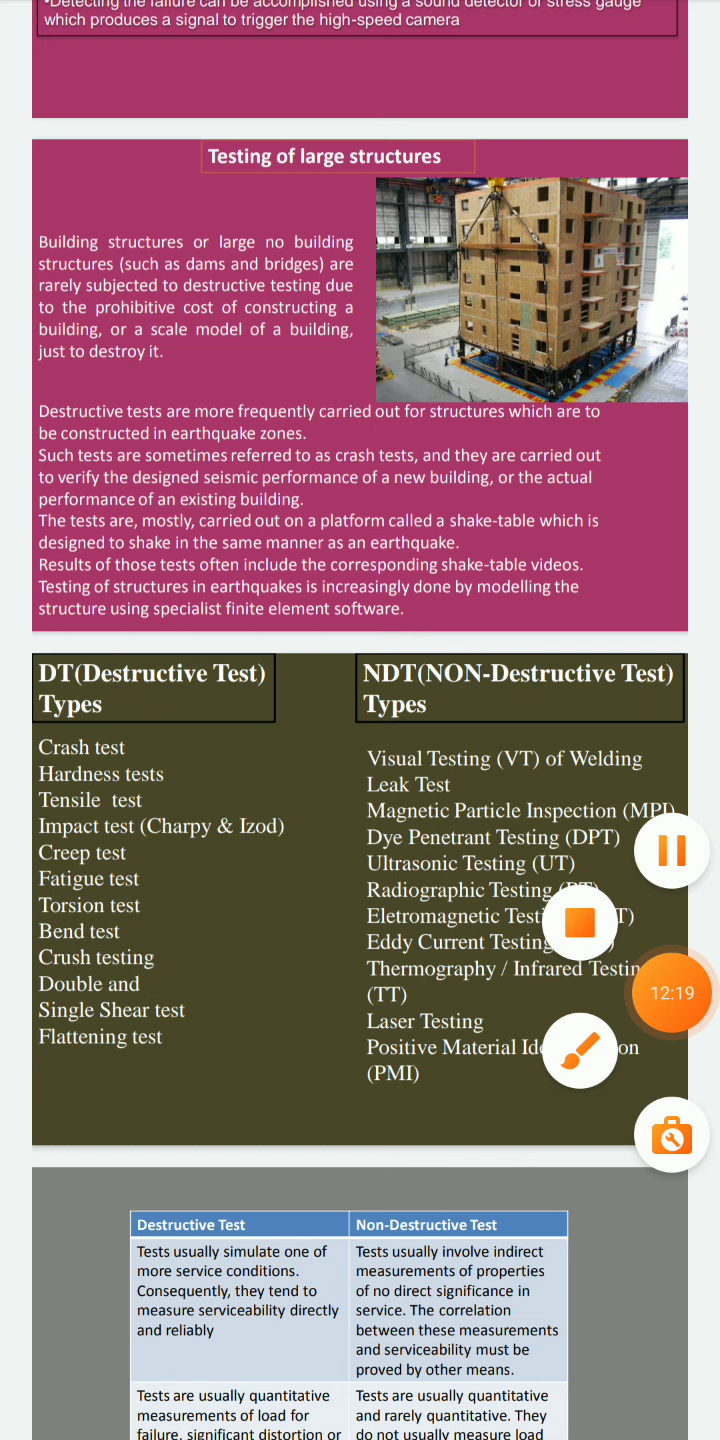 •Detecting the failure can be accomplished using a sound detector or stress gauge
which produces a signal to trigger the high-speed camera
Testing of large structures
Building structures or large no building
structures (such as dams and bridges) are
rarely subjected to destructive testing due
to the prohibitive cost of constructing a
building, or a scale model of a building,
just to destroy it.
Destructive tests are more frequently carried out for structures which are to
be constructed in earthquake zones.
Such tests are sometimes referred to as crash tests, and they are carried out
to verify the designed seismic performance of a new building, or the actual
performance of an existing building.
The tests are, mostly, carried out on a platform called a shake-table which is
designed to shake in the same manner as an earthquake.
Results of those tests often include the corresponding shake-table videos.
Testing of structures in earthquakes is increasingly done by modelling the
structure using specialist finite element software.
DT(Destructive Test)
Types
Crash test
Hardness tests
Tensile test
Impact test (Charpy & Izod)
Creep test
Fatigue test
Torsion test
Bend test
Crush testing
Double and
Single Shear test
Flattening test
NDT(NON-Destructive Test)
Types
Visual Testing (VT) of Welding
Leak Test
Magnetic Particle Inspection (MPI)
Dye Penetrant Testing (DPT)
Ultrasonic Testing (UT)
Radiographic Testing
Eletromagnetic
Eddy Current Testing
Thermography / Infrared
(TT)
Laser Testing
Positive Material
(PMI)
12:19
Destructive Test
Tests usually simulate one of
more service conditions.
Consequently, they tend to
measure serviceability directly
and reliably
Tests are usually quantitative
measurements of load for
failure, significant distortion or
Non-Destructive Test
Tests usually involve indirect
measurements of properties
of no direct significance in
service. The correlation
between these measurements
and serviceability must be
proved by other means.
Tests are usually quantitative
and rarely quantitative. They
do not usually measure load